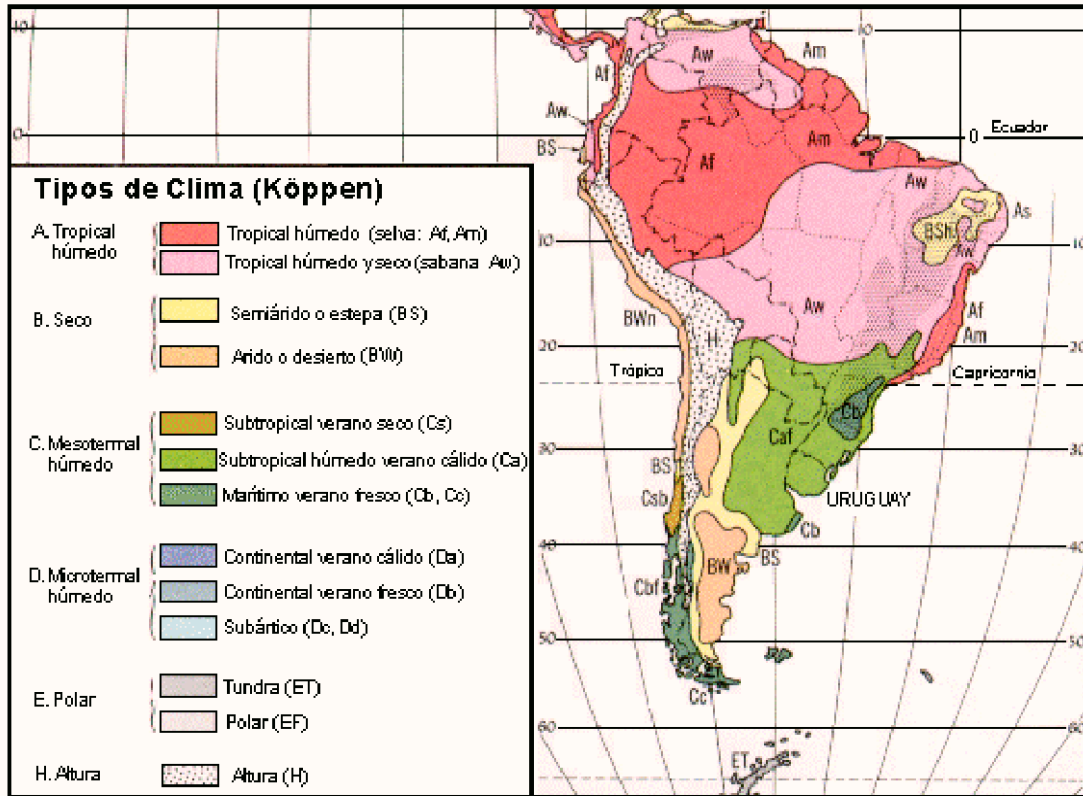 Tipos de Clima (Köppen)
A. Tropical húmedo
Tropical húmedo (selva: Af, Am)
Tropical húmedo y seco (sabana Aw)
B. Seco
Semiárido o estepa (BS)
Arido o desierto (BW)
C. Mesotermal húmedo
Subtropical verano seco (Cs)
Subtropical húmedo verano cálido (Ca)
Marítimo verano fresco (Cb, Cc)
D. Microtermal húmedo
Continental verano cálido (Da)
Continental verano fresco (Db)
Subártico (Dc, Dd)
E. Polar
Tundra (ET)
Polar (EF)
H. Altura
Altura (H)
10
0
Aw
Am
10
Af
Aw
BS
Am
0 Ecuador
Af
Aw
As
BSh
Aw
10
10
Aw
BWn
Af
Am
H
20
20
Trópico
Capricornia
Cb
Caf
30
30
BS
Csb
URUGUAY
Cb
40
BS
40
BW
Cbf
50
50
Cc
60
60
ET